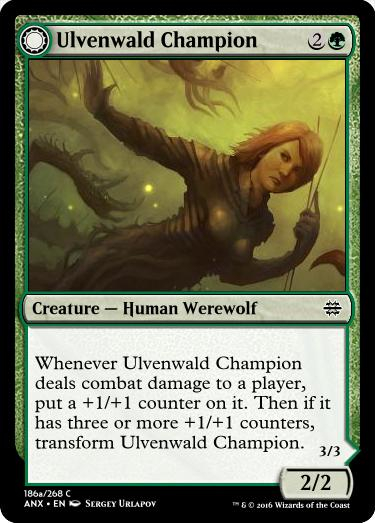 Ulvenwald Champion 2
Creature — Human Werewolf
Whenever Ulvenwald Champion
deals combat damage to a player,
put a +1/+1 counter on it. Then if it
has three or more +1/+1 counters,
transform Ulvenwald Champion.
3/3
2/2
186a/268 C
ANX • EN Sergey Urlapov
™ & © 2016 Wizards of the Coast